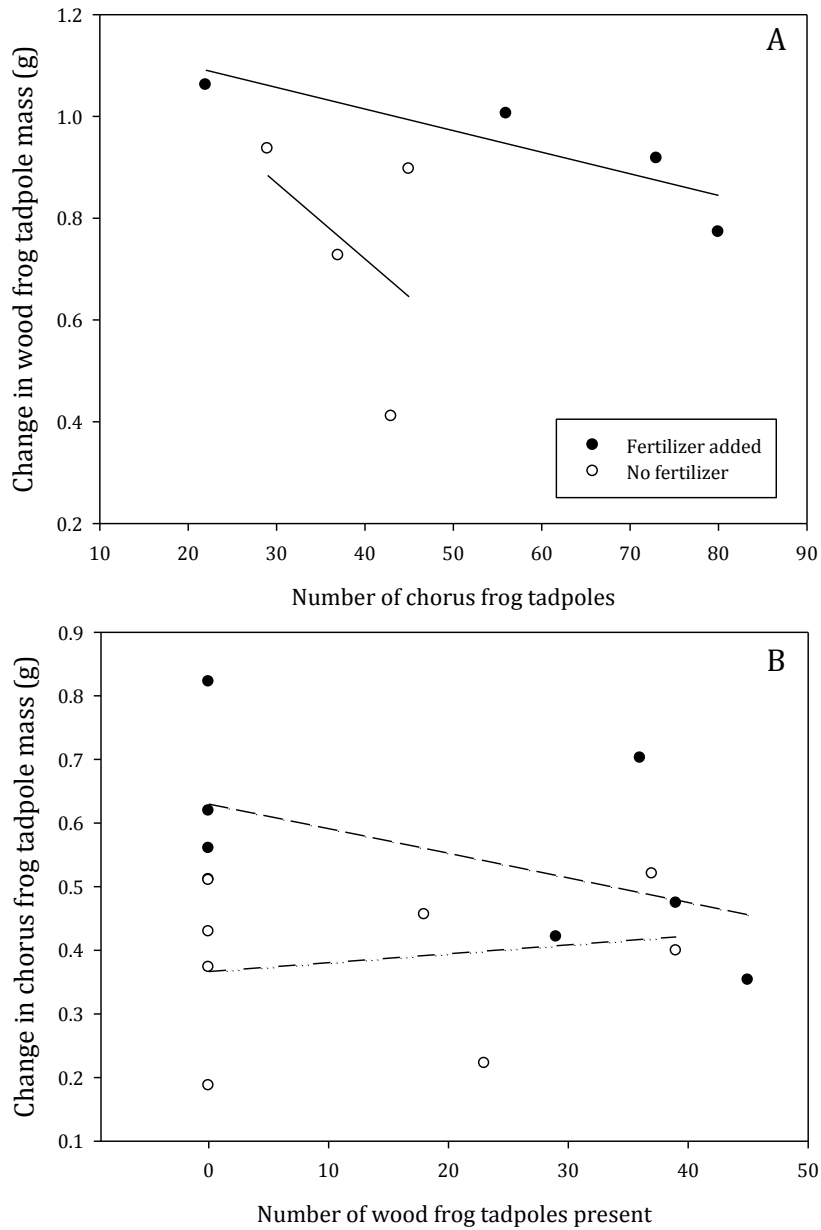 A
Change in wood frog tadpole mass (g)
1.2
1.0
0.8
0.6
0.4
0.2
Fertilizer added
No fertilizer
10 20 30 40 50 60 70 80 90
Number of chorus frog tadpoles
B
Change in chorus frog tadpole mass (g)
0.9
0.8
0.7
0.6
0.5
0.4
0.3
0.2
0.1
0 10 20 30 40 50
Number of wood frog tadpoles present